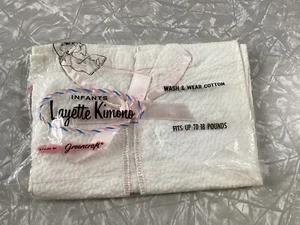 INFANTS
Layette Kimono
WASH & WEAR COTTON
FITS UP TO 18 POUNDS
Greencraft